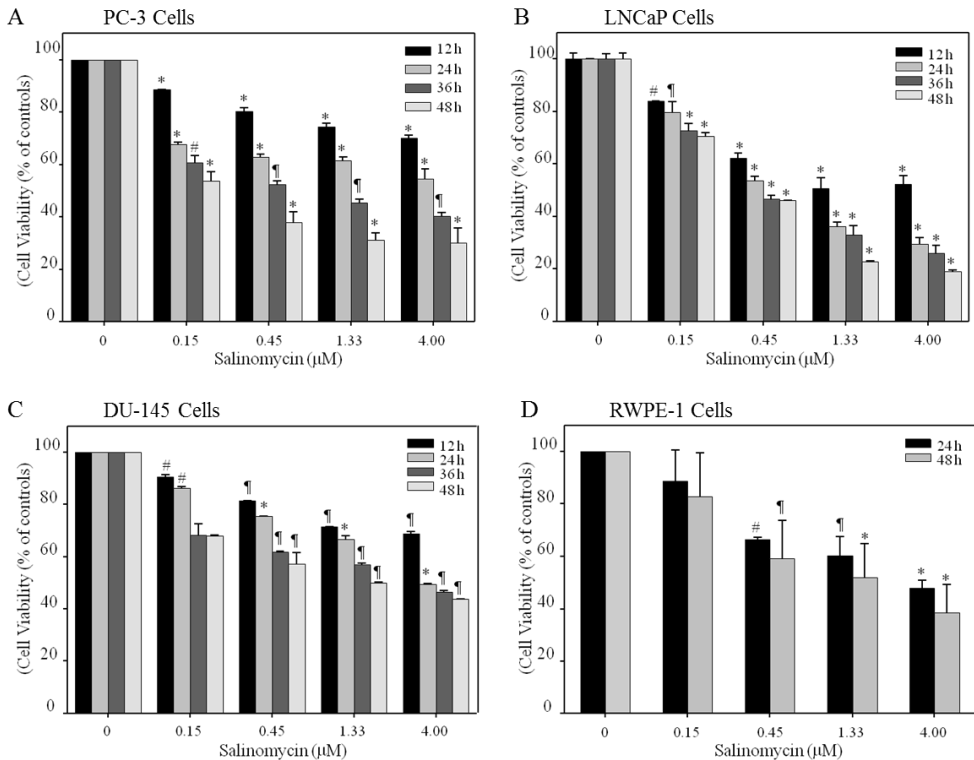 A
PC-3 Cells
12h
24h
36h
48h
(Cell Viability (% of controls)
100
80
60
40
20
0
* * # *
* * ¶ *
* * ¶ *
* * ¶ *
0 0.15 0.45 1.33 4.00
Salinomycin (µM)
B
LNCaP Cells
12h
24h
36h
48h
(Cell Viability (% of controls)
100
80
60
40
20
0
# ¶ * *
* * * *
* * * *
* * * *
0 0.15 0.45 1.33 4.00
Salinomycin (µM)
C
DU-145 Cells
12h
24h
36h
48h
(Cell Viability (% of controls)
100
80
60
40
20
0
# #
¶ * ¶ ¶
¶ * ¶ ¶
¶ * ¶ ¶
0 0.15 0.45 1.33 4.00
Salinomycin (µM)
D
RWPE-1 Cells
24h
48h
(Cell Viability (% of controls)
100
80
60
40
20
0
# ¶
¶ *
* *
0 0.15 0.45 1.33 4.00
Salinomycin (µM)